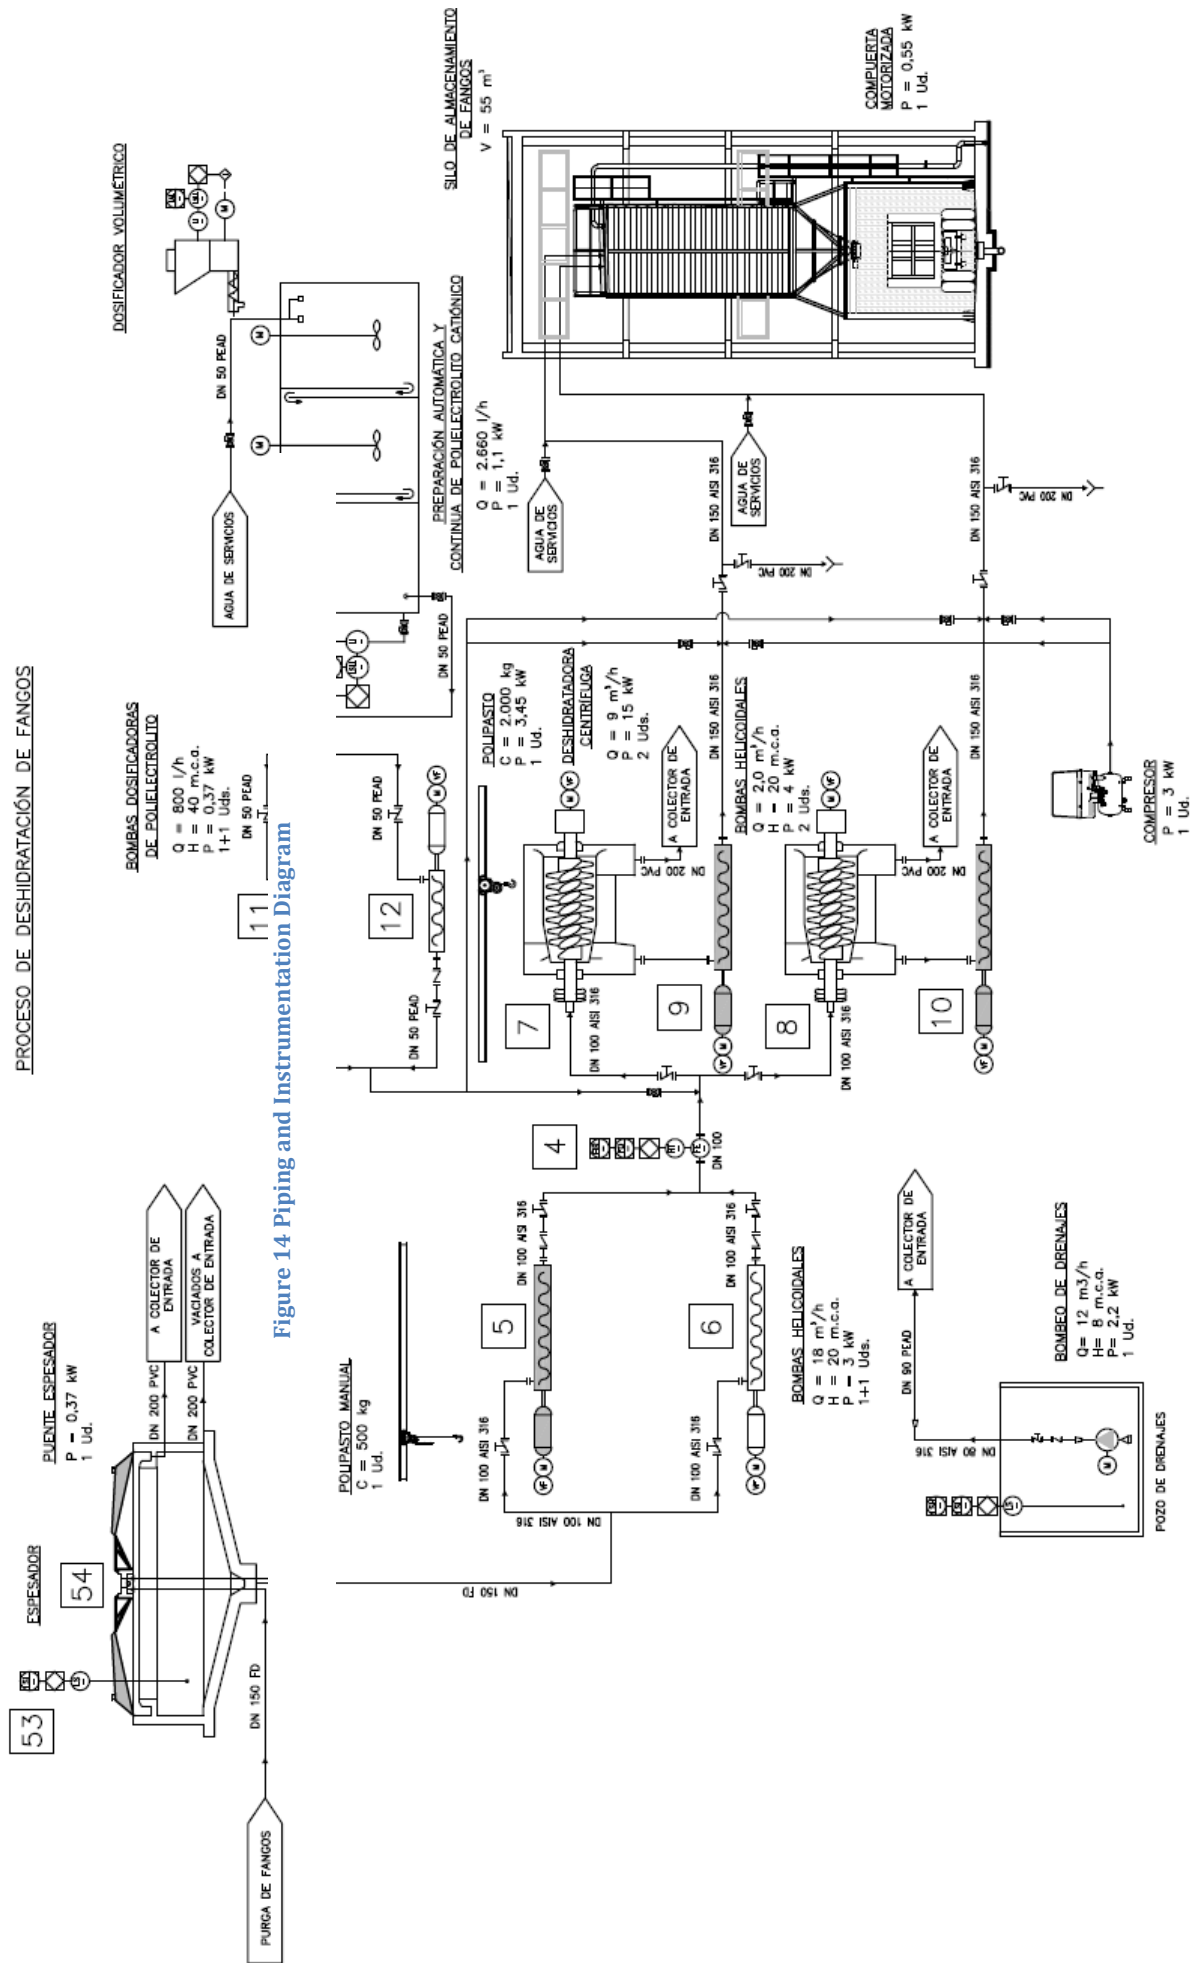 PROCESO DE DESHIDRATACIÓN DE FANGOS
53
ESPESADOR
54
PUENTE ESPESADOR
P = 0,37 kW
1 Ud.
DN 200 PVC
A COLECTOR DE
ENTRADA
DN 200 PVC
VACIADOS A
COLECTOR DE ENTRADA
PURGA DE FANGOS
DN 150 FD
Figure 14 Piping and Instrumentation Diagram
BOMBAS DOSIFICADORAS
DE POLIELECTROLITO
Q = 800 l/h
H = 40 m.c.a.
P = 0,37 kW
1+1 Uds.
DN 50 PEAD
11
DOSIFICADOR VOLUMÉTRICO
M
AGUA DE SERVICIOS
DN 50 PEAD
M
M
PREPARACIÓN AUTOMÁTICA Y
CONTINUA DE POLIELECTROLITO CATIÓNICO
Q = 2.660 l/h
P = 1,1 kW
1 Ud.
DN 50 PEAD
DN 50 PEAD
12
M
VF
DN 50 PEAD
DN 150 FD
POLIPASTO MANUAL
C = 500 kg
1 Ud.
DN 100 AISI 316
DN 100 AISI 316
5
VF
M
DN 100 AISI 316
DN 100 AISI 316
6
VF
M
DN 100 AISI 316
BOMBAS HELICOIDALES
Q = 18 m³/h
H = 20 m.c.a.
P = 3 kW
1+1 Uds.
4
DN 100
POLIPASTO
C = 2.000 kg
P = 3,45 kW
1 Ud.
7
DN 100 AISI 316
M
VF
DESHIDRATADORA
CENTRÍFUGA
Q = 9 m³/h
P = 15 kW
2 Uds.
DN 200 PVC
A COLECTOR DE
ENTRADA
9
VF
M
DN 150 AISI 316
BOMBAS HELICOIDALES
Q = 2,0 m³/h
H = 20 m.c.a.
P = 4 kW
2 Uds.
8
DN 100 AISI 316
M
VF
DN 200 PVC
A COLECTOR DE
ENTRADA
10
VF
M
DN 150 AISI 316
DN 200 PVC
DN 150 AISI 316
AGUA DE
SERVICIOS
AGUA DE
SERVICIOS
DN 200 PVC
DN 150 AISI 316
SILO DE ALMACENAMIENTO
DE FANGOS
V = 55 m³
COMPUERTA
MOTORIZADA
P = 0,55 kW
1 Ud.
COMPRESOR
P = 3 kW
1 Ud.
A COLECTOR DE
ENTRADA
DN 90 PEAD
DN 80 AISI 316
M
BOMBEO DE DRENAJES
Q= 12 m3/h
H= 8 m.c.a.
P= 2,2 kW
1 Ud.
POZO DE DRENAJES